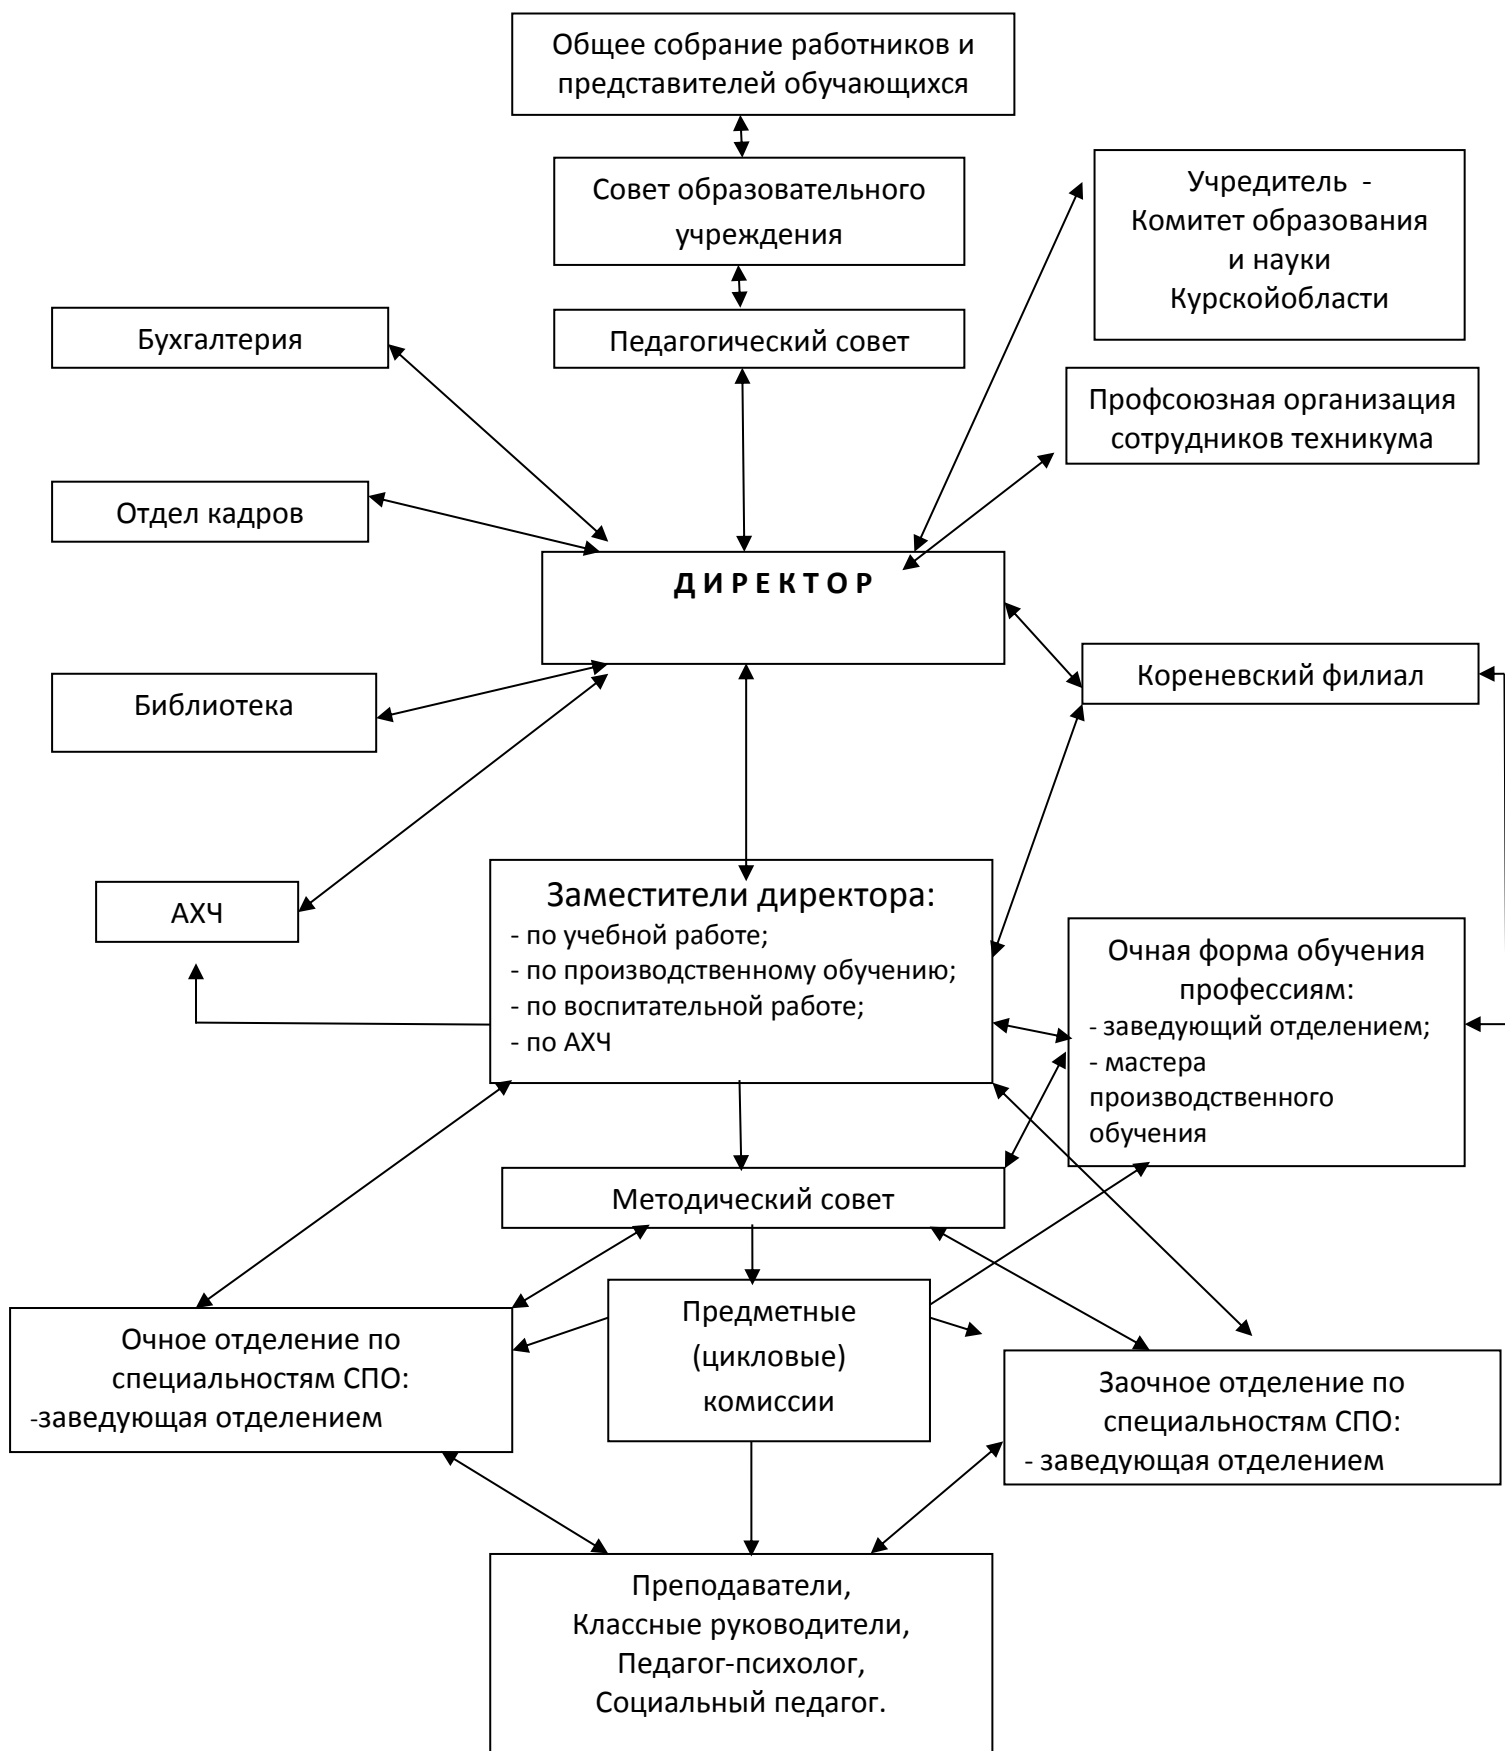 Общее собрание работников и
представителей обучающихся
Совет образовательного
учреждения
Учредитель -
Комитет образования
и науки
Курскойобласти
Бухгалтерия
Педагогический совет
Профсоюзная организация
сотрудников техникума
Отдел кадров
Д И Р Е К Т О Р
Кореневский филиал
Библиотека
АХЧ
Заместители директора:
- по учебной работе;
- по производственному обучению;
- по воспитательной работе;
- по АХЧ
Очная форма обучения
профессиям:
- заведующий отделением;
- мастера
производственного
обучения
Методический совет
Очное отделение по
специальностям СПО:
-заведующая отделением
Предметные
(цикловые)
комиссии
Заочное отделение по
специальностям СПО:
- заведующая отделением
Преподаватели,
Классные руководители,
Педагог-психолог,
Социальный педагог.